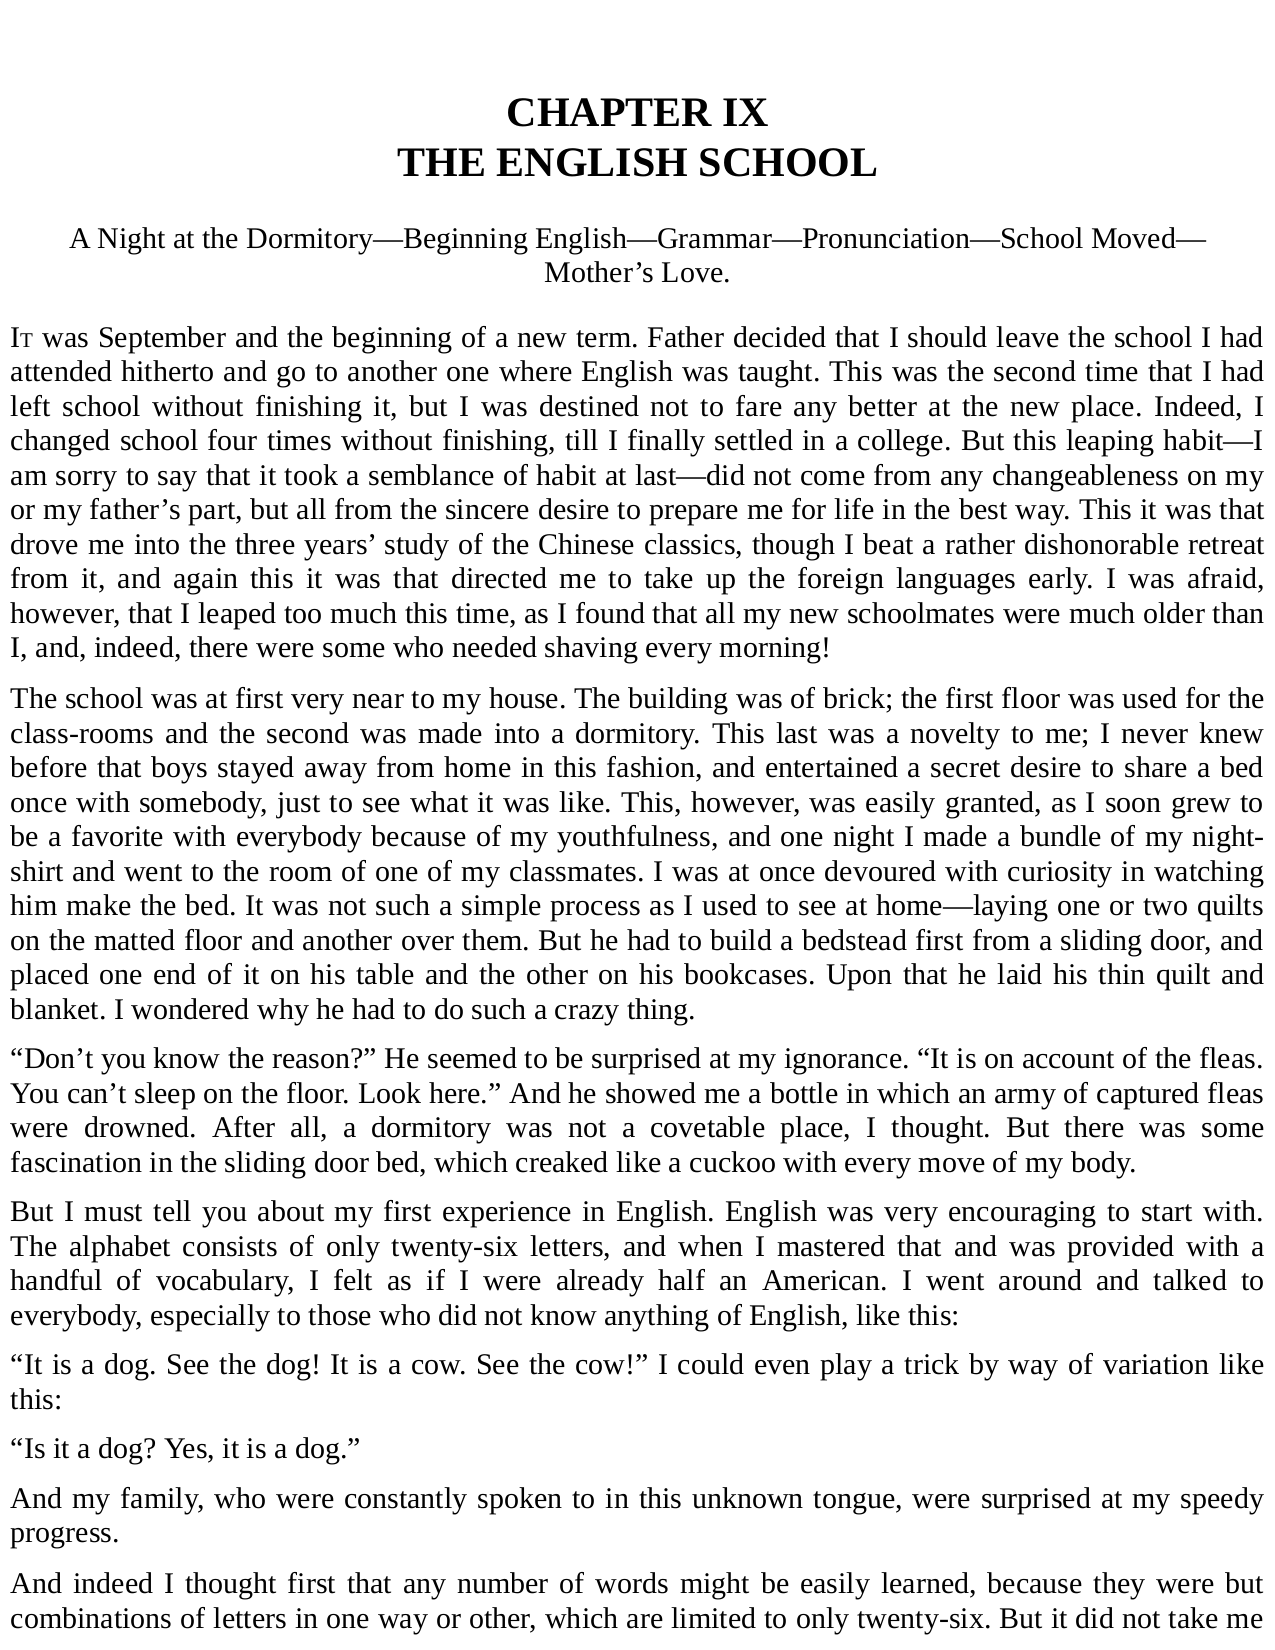 CHAPTER IX
THE ENGLISH SCHOOL
A Night at the Dormitory—Beginning English—Grammar—Pronunciation—School Moved—
Mother’s Love.
IT was September and the beginning of a new term. Father decided that I should leave the school I had
attended hitherto and go to another one where English was taught. This was the second time that I had
left school without finishing it, but I was destined not to fare any better at the new place. Indeed, I
changed school four times without finishing, till I finally settled in a college. But this leaping habit—I
am sorry to say that it took a semblance of habit at last—did not come from any changeableness on my
or my father’s part, but all from the sincere desire to prepare me for life in the best way. This it was that
drove me into the three years’ study of the Chinese classics, though I beat a rather dishonorable retreat
from it, and again this it was that directed me to take up the foreign languages early. I was afraid,
however, that I leaped too much this time, as I found that all my new schoolmates were much older than
I, and, indeed, there were some who needed shaving every morning!
The school was at first very near to my house. The building was of brick; the first floor was used for the
class-rooms and the second was made into a dormitory. This last was a novelty to me; I never knew
before that boys stayed away from home in this fashion, and entertained a secret desire to share a bed
once with somebody, just to see what it was like. This, however, was easily granted, as I soon grew to
be a favorite with everybody because of my youthfulness, and one night I made a bundle of my night-
shirt and went to the room of one of my classmates. I was at once devoured with curiosity in watching
him make the bed. It was not such a simple process as I used to see at home—laying one or two quilts
on the matted floor and another over them. But he had to build a bedstead first from a sliding door, and
placed one end of it on his table and the other on his bookcases. Upon that he laid his thin quilt and
blanket. I wondered why he had to do such a crazy thing.
“Don’t you know the reason?” He seemed to be surprised at my ignorance. “It is on account of the fleas.
You can’t sleep on the floor. Look here.” And he showed me a bottle in which an army of captured fleas
were drowned. After all, a dormitory was not a covetable place, I thought. But there was some
fascination in the sliding door bed, which creaked like a cuckoo with every move of my body.
But I must tell you about my first experience in English. English was very encouraging to start with.
The alphabet consists of only twenty-six letters, and when I mastered that and was provided with a
handful of vocabulary, I felt as if I were already half an American. I went around and talked to
everybody, especially to those who did not know anything of English, like this:
“It is a dog. See the dog! It is a cow. See the cow!” I could even play a trick by way of variation like
this:
“Is it a dog? Yes, it is a dog.”
And my family, who were constantly spoken to in this unknown tongue, were surprised at my speedy
progress.
And indeed I thought first that any number of words might be easily learned, because they were but
combinations of letters in one way or other, which are limited to only twenty-six. But it did not take me